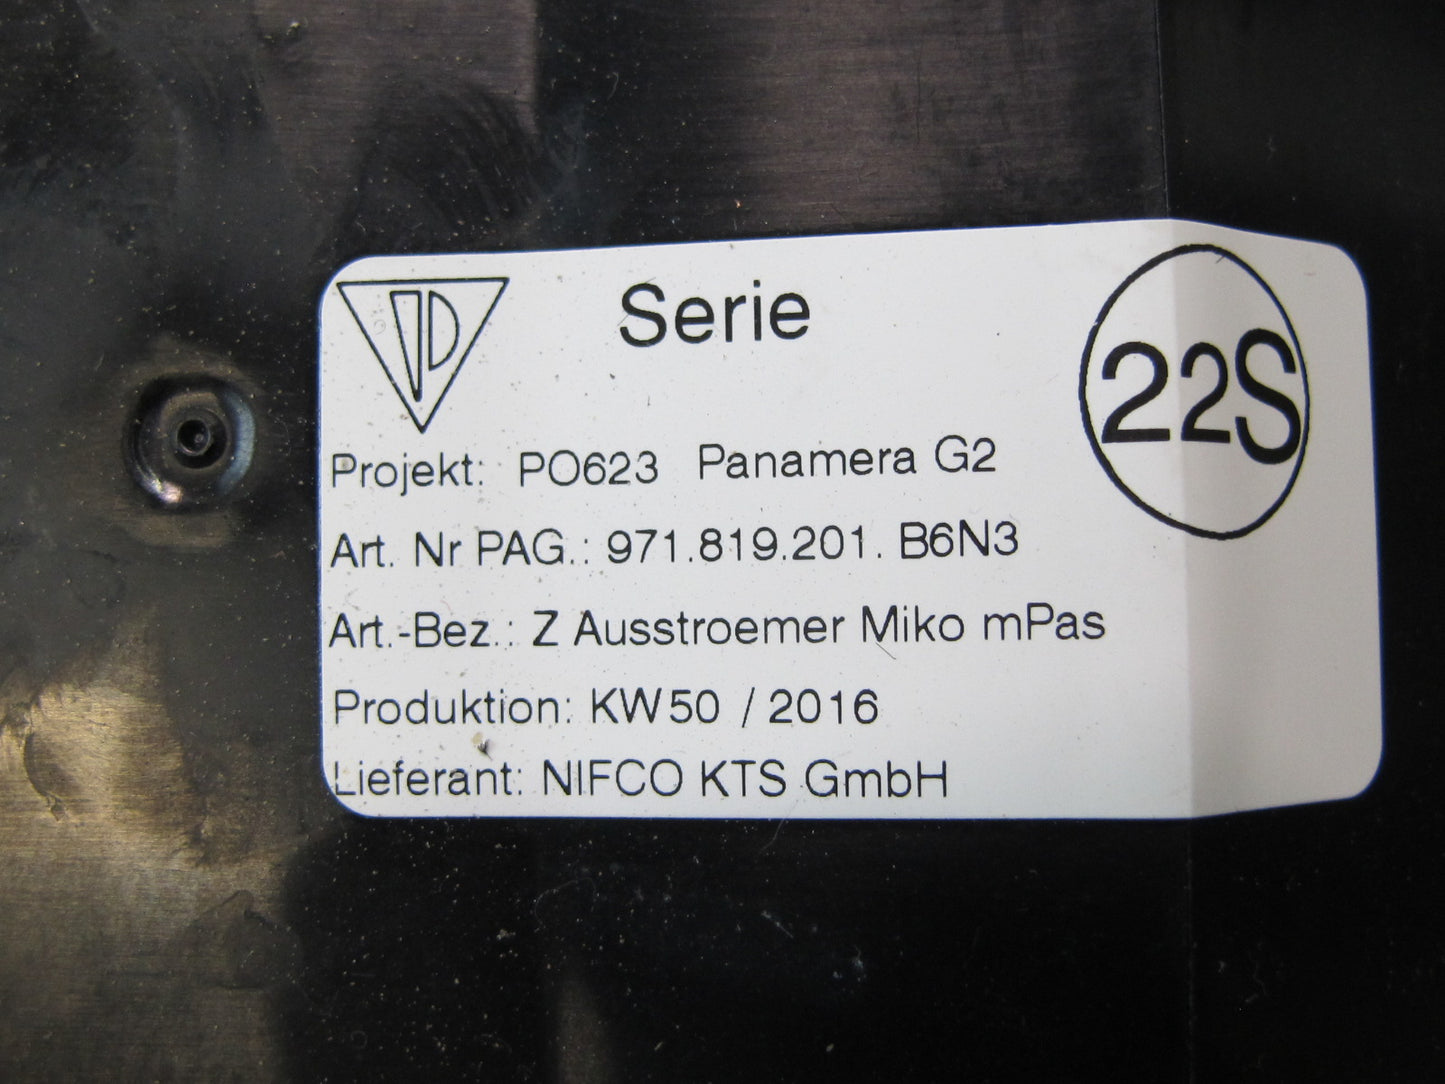 Serie
22S
Projekt: PO623 Panamera G2
Art. Nr PAG.: 971.819.201. B6N3
Art.-Bez.: Z Ausstroemer Miko mPas
Produktion: KW50 / 2016
Lieferant: NIFCO KTS GmbH